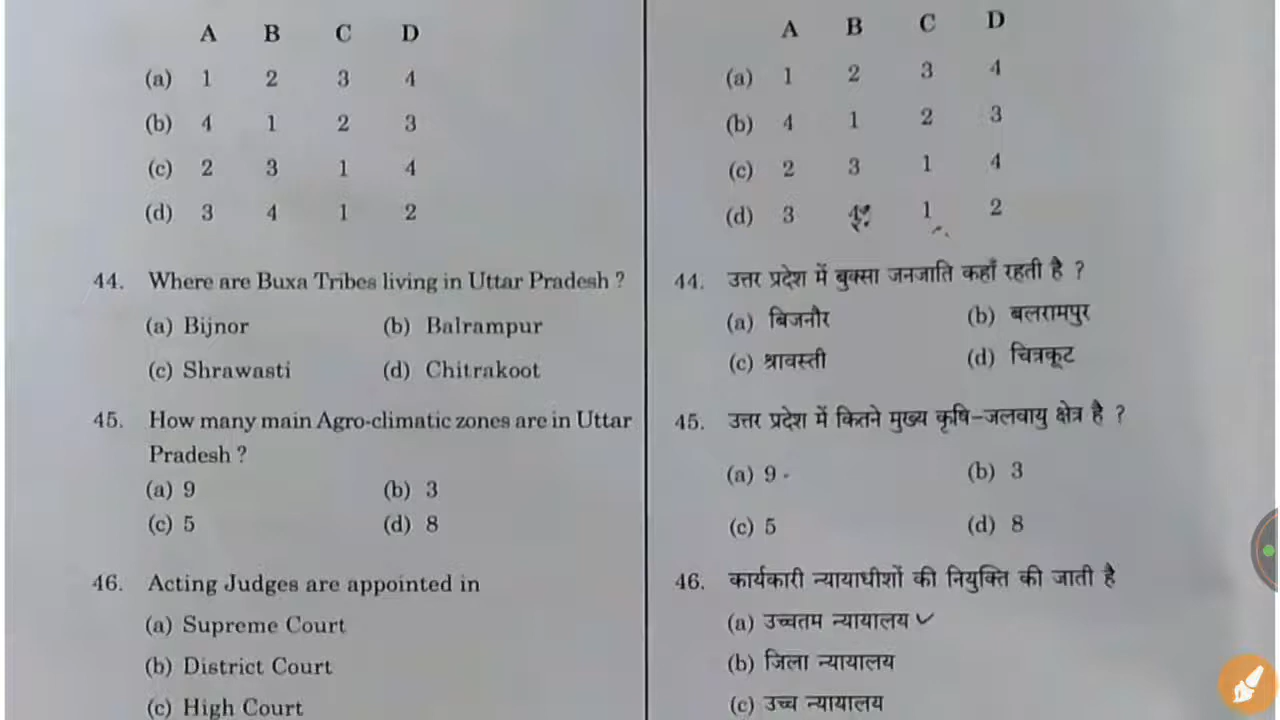 A B C D
(a) 1 2 3 4
(b) 4 1 2 3
(c) 2 3 1 4
(d) 3 4 1 2
44. Where are Buxa Tribes living in Uttar Pradesh ?
(a) Bijnor (b) Balrampur
(c) Shrawasti (d) Chitrakoot
45. How many main Agro-climatic zones are in Uttar
Pradesh ?
(a) 9 (b) 3
(c) 5 (d) 8
46. Acting Judges are appointed in
(a) Supreme Court
(b) District Court
(c) High Court
A B C D
(a) 1 2 3 4
(b) 4 1 2 3
(c) 2 3 1 4
(d) 3 4 1 2
44. उत्तर प्रदेश में बुक्सा जनजाति कहाँ रहती है ?
(a) बिजनौर (b) बलरामपुर
(c) श्रावस्ती (d) चित्रकूट
45. उत्तर प्रदेश में कितने मुख्य कृषि-जलवायु क्षेत्र है ?
(a) 9 (b) 3
(c) 5 (d) 8
46. कार्यकारी न्यायाधीशों की नियुक्ति की जाती है
(a) उच्चतम न्यायालय
(b) जिला न्यायालय
(c) उच्च न्यायालय